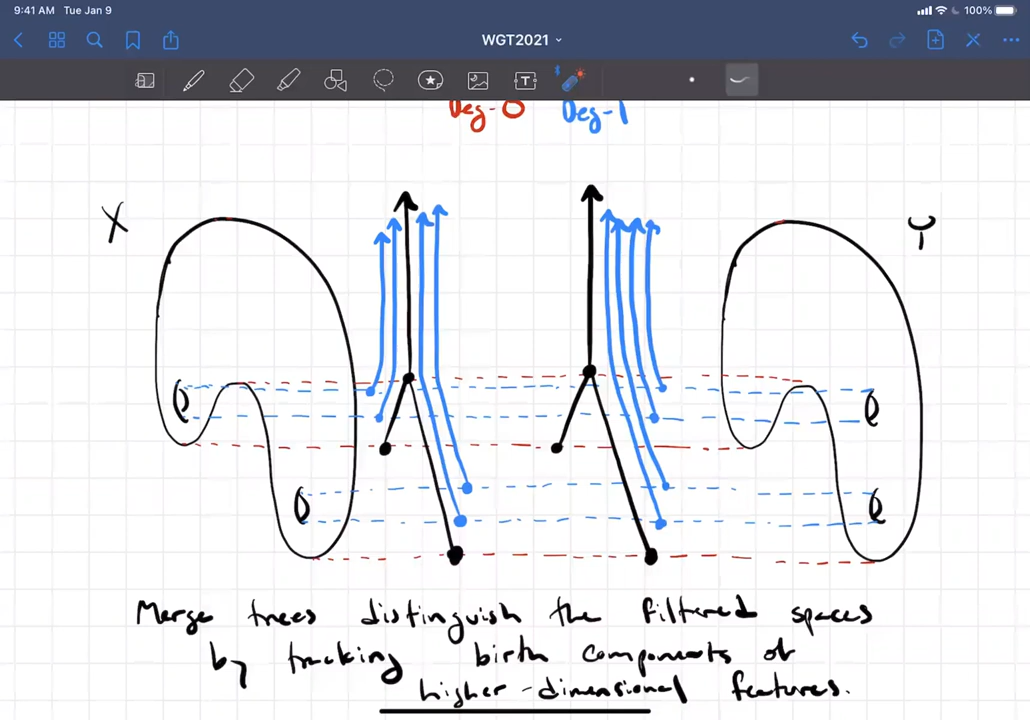 9:41 AM Tue Jan 9
100%
WGT2021
T
Deg-0 Deg-1
X
Y
Merge trees distinguish the filtered spaces
by tracking birth components of
higher-dimensional features.